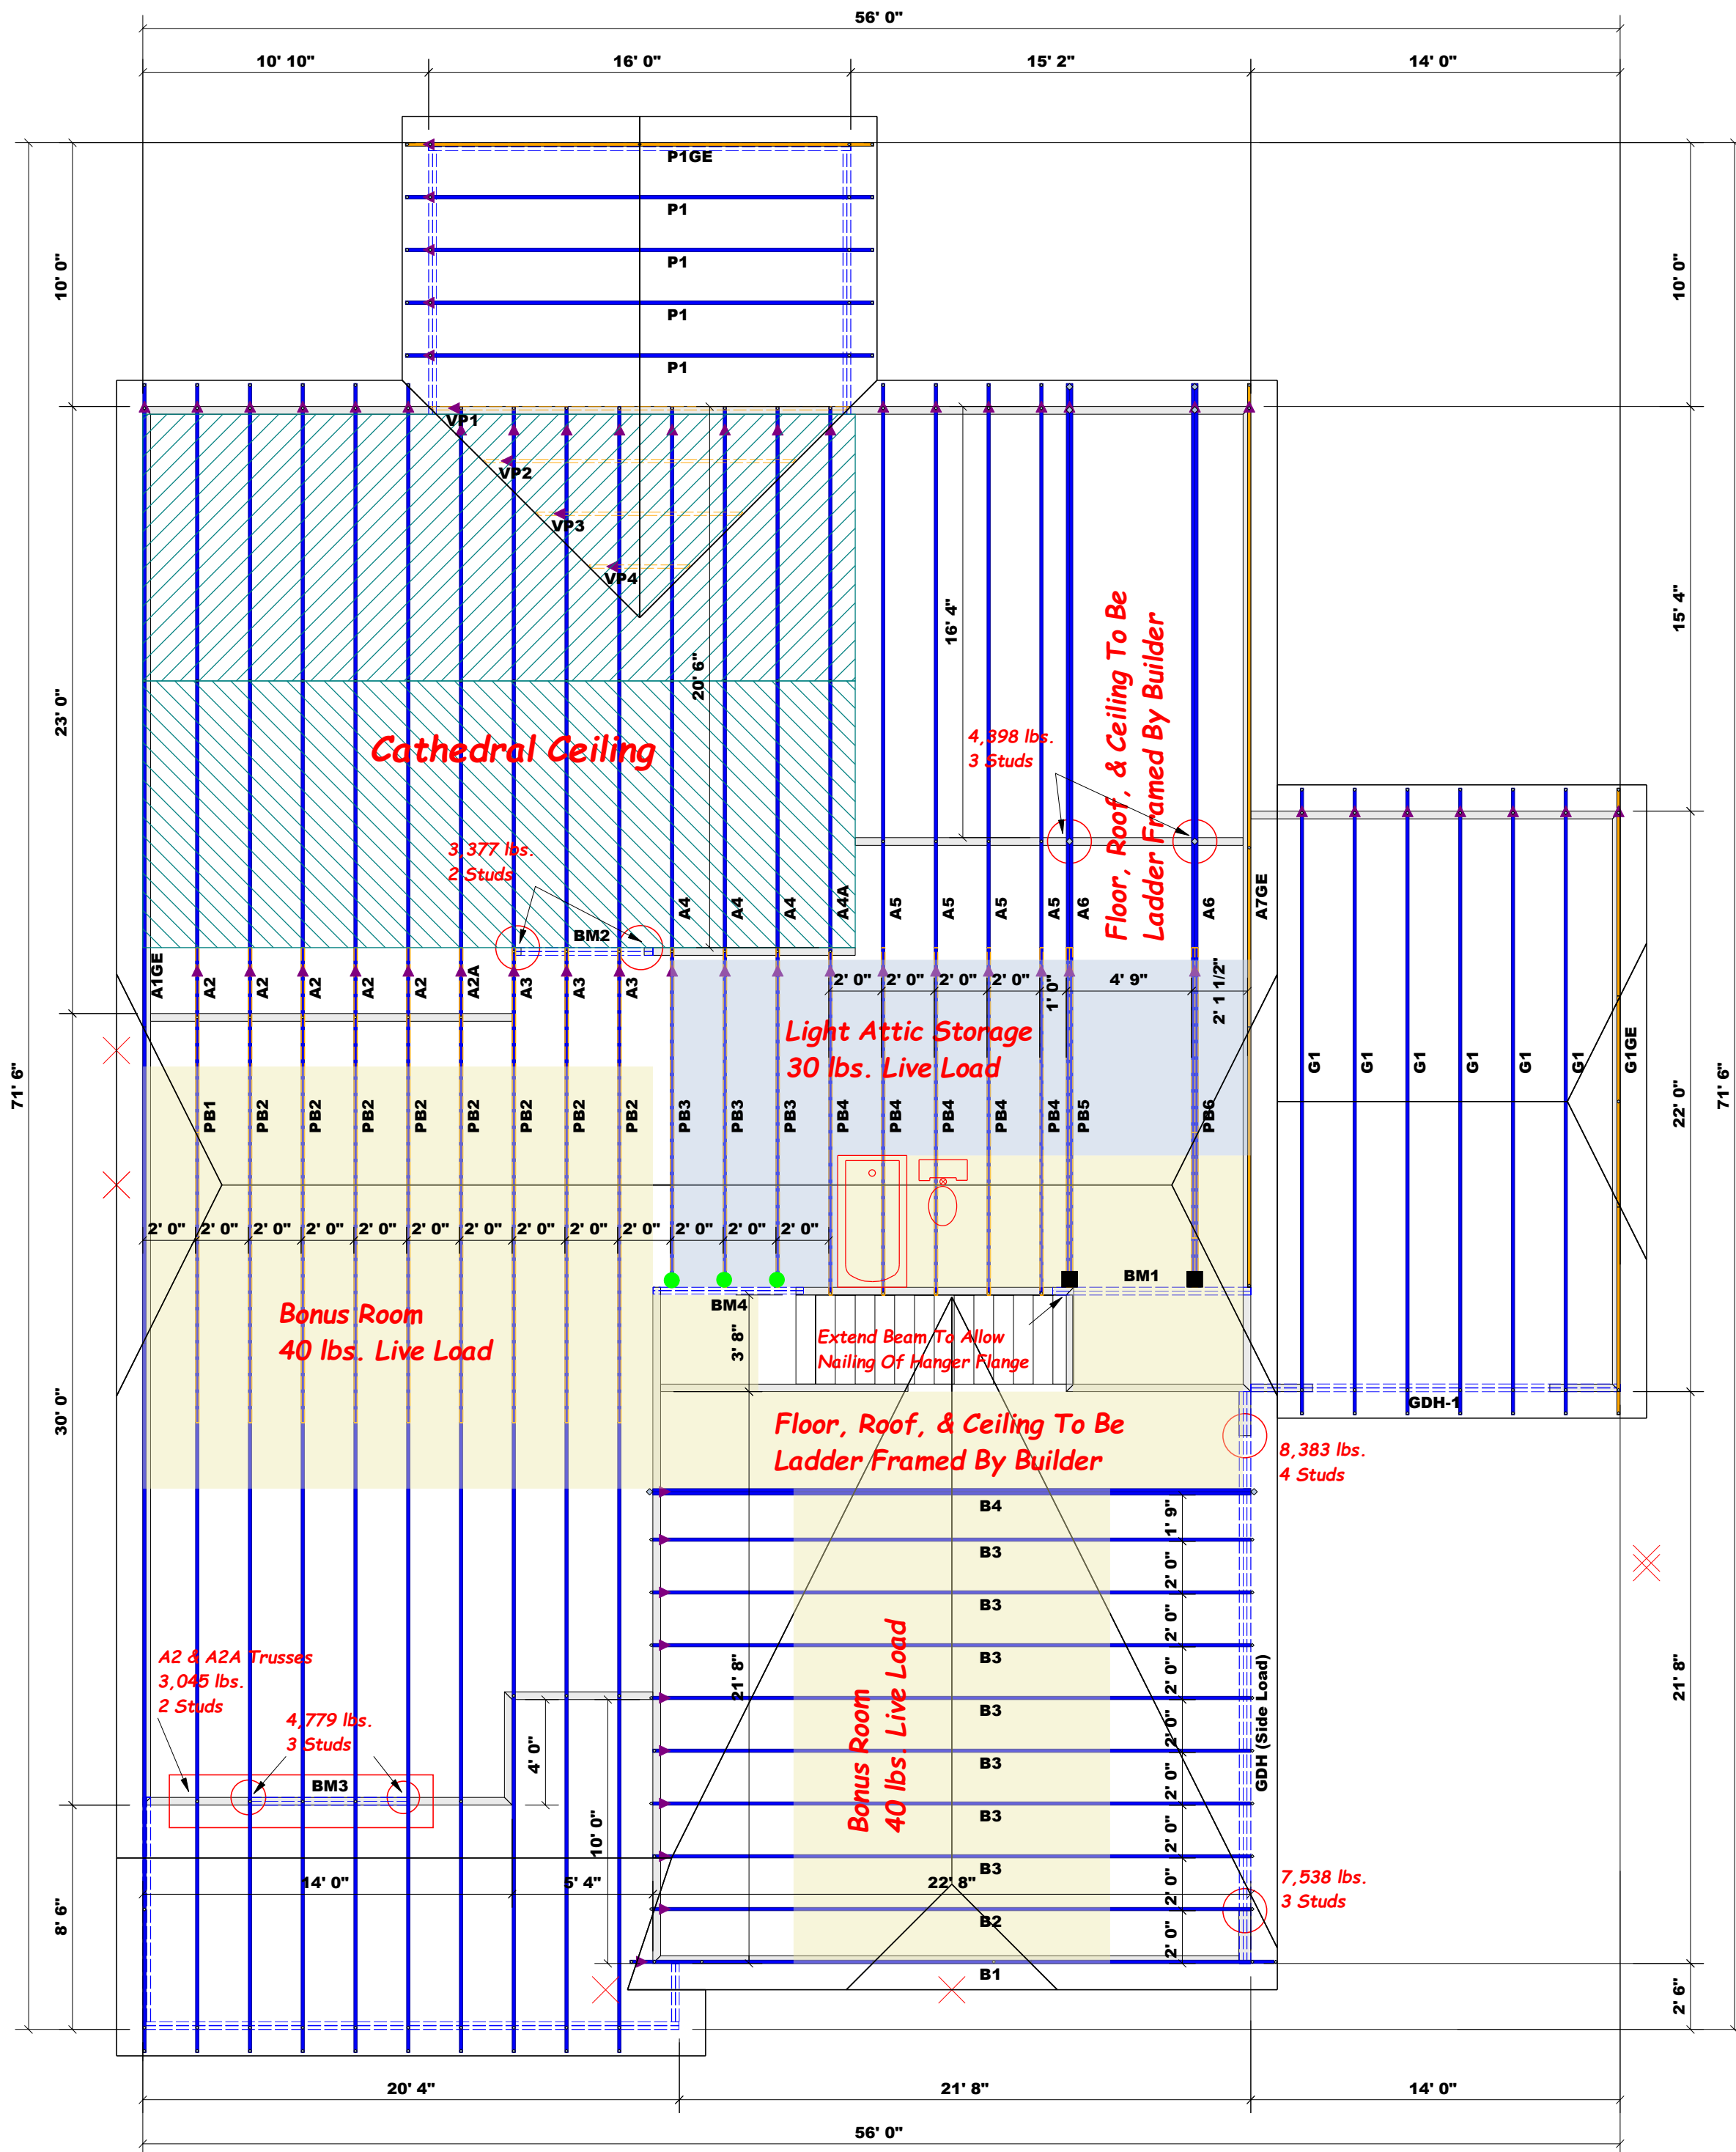 56' 0"
10' 10"
16' 0"
15' 2"
14' 0"
P1GE
P1
P1
P1
P1
10' 0"
10' 0"
VP1
VP2
VP3
VP4
71' 6"
23' 0"
20' 6"
16' 4"
15' 4"
Cathedral Ceiling
Floor, Roof, & Ceiling To Be
Ladder Framed By Builder
4,898 lbs.
3 Studs
3,377 lbs.
2 Studs
BM2
A1GE
A2
A2
A2
A2
A2
A2A
A3
A3
A3
A4
A4
A4
A4A
A5
A5
A5
A5
A6
A6
A7GE
2' 0"
2' 0"
2' 0"
2' 0"
1' 0"
4' 9"
2' 1 1/2"
Light Attic Storage
30 lbs. Live Load
G1
G1
G1
G1
G1
G1
G1GE
22' 0"
71' 6"
PB1
PB2
PB2
PB2
PB2
PB2
PB2
PB2
PB2
PB3
PB3
PB3
PB4
PB4
PB4
PB4
PB4
PB5
PB6
2' 0"
2' 0"
2' 0"
2' 0"
2' 0"
2' 0"
2' 0"
2' 0"
2' 0"
2' 0"
2' 0"
2' 0"
2' 0"
BM1
BM4
Bonus Room
40 lbs. Live Load
3' 8"
Extend Beam To Allow
Nailing Of Hanger Flange
30' 0"
GDH-1
Floor, Roof, & Ceiling To Be
Ladder Framed By Builder
8,383 lbs.
4 Studs
B4
B3
B3
B3
B3
B3
B3
B3
B2
B1
1' 9"
2' 0"
2' 0"
2' 0"
2' 0"
2' 0"
2' 0"
2' 0"
2' 0"
Bonus Room
40 lbs. Live Load
21' 8"
GDH (Side Load)
21' 8"
A2 & A2A Trusses
3,045 lbs.
2 Studs
4,779 lbs.
3 Studs
BM3
4' 0"
10' 0"
14' 0"
5' 4"
22' 8"
7,538 lbs.
3 Studs
8' 6"
2' 6"
20' 4"
21' 8"
14' 0"
56' 0"